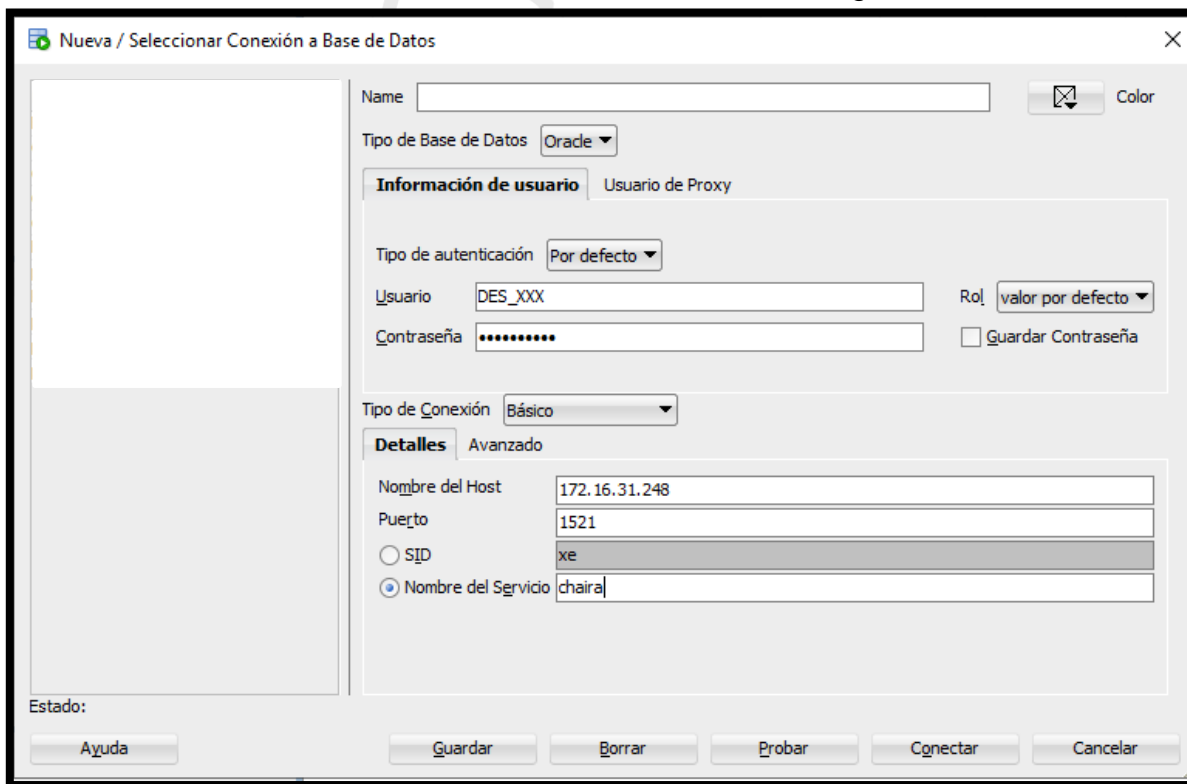 Nueva / Seleccionar Conexión a Base de Datos
Name
Color
Tipo de Base de Datos Oracle
Información de usuario Usuario de Proxy
Tipo de autenticación Por defecto
Usuario DES_XXX Rol valor por defecto
Contraseña •••••••••• Guardar Contraseña
Tipo de Conexión Básico
Detalles Avanzado
Nombre del Host 172.16.31.248
Puerto 1521
SID xe
Nombre del Servicio chaira
Estado:
Ayuda Guardar Borrar Probar Conectar Cancelar